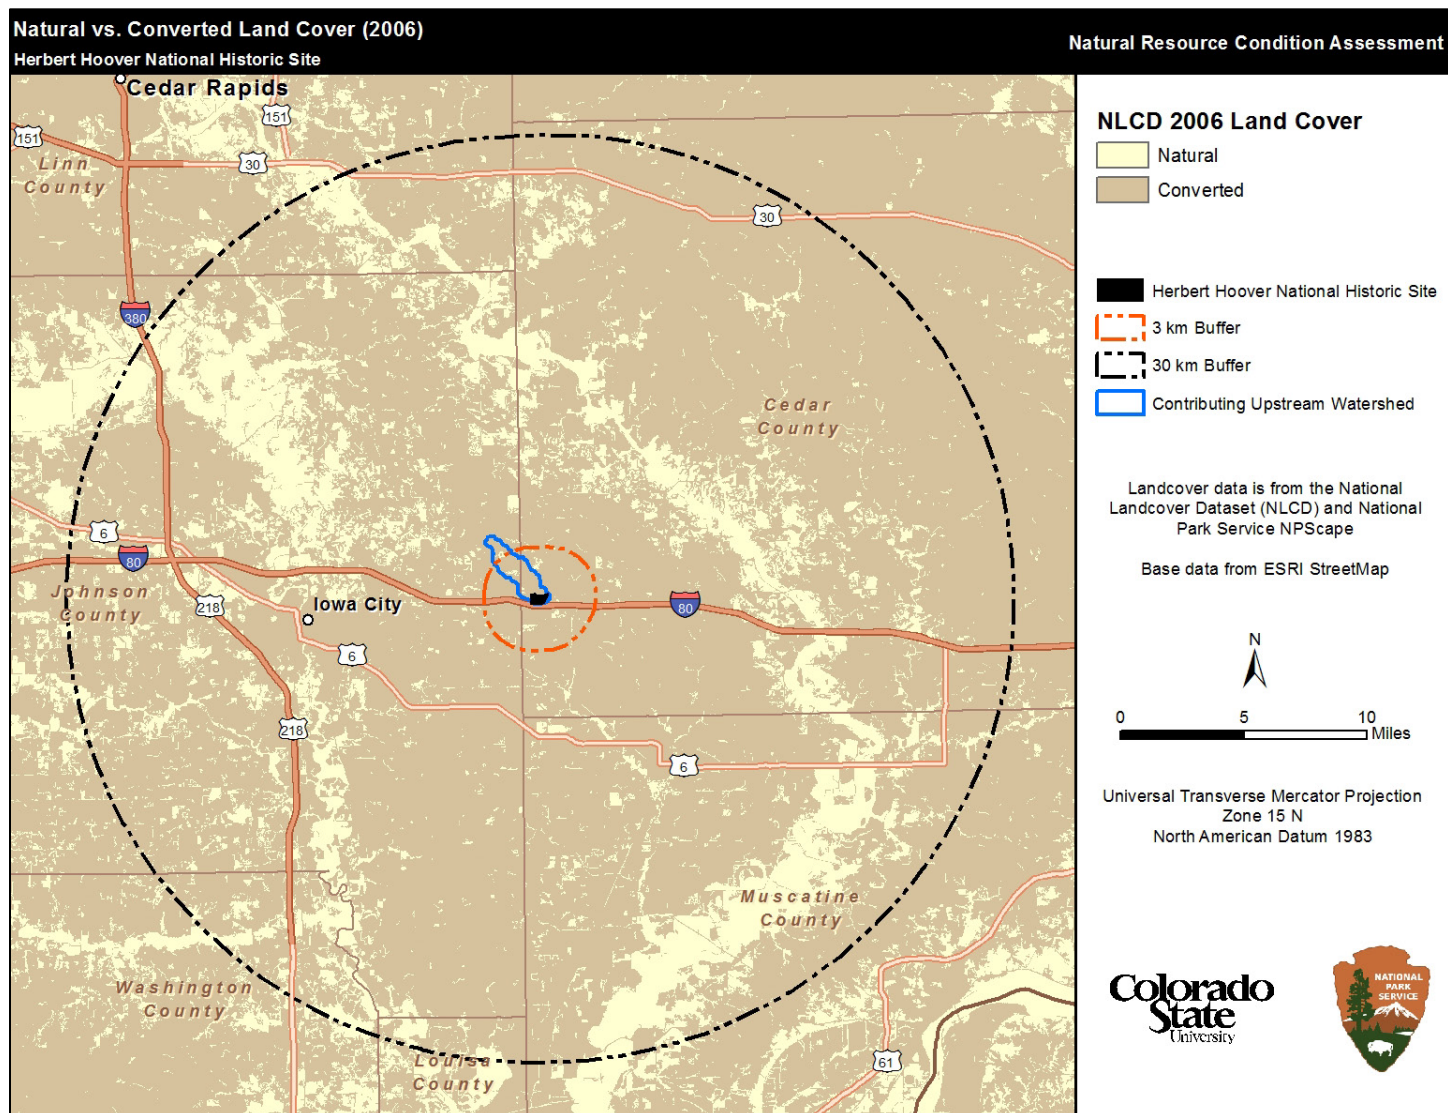 Natural vs. Converted Land Cover (2006)
Herbert Hoover National Historic Site
Natural Resource Condition Assessment
Cedar Rapids
151
151
30
Linn
County
30
380
Cedar
County
6
80
Johnson
County
218
Iowa City
80
6
218
6
Muscatine
County
Washington
County
Louisa
County
61
NLCD 2006 Land Cover
Natural
Converted
Herbert Hoover National Historic Site
3 km Buffer
30 km Buffer
Contributing Upstream Watershed
Landcover data is from the National
Landcover Dataset (NLCD) and National
Park Service NPScape
Base data from ESRI StreetMap
N
0 5 10
Miles
Universal Transverse Mercator Projection
Zone 15 N
North American Datum 1983
Colorado
State
University
NATIONAL
PARK
SERVICE